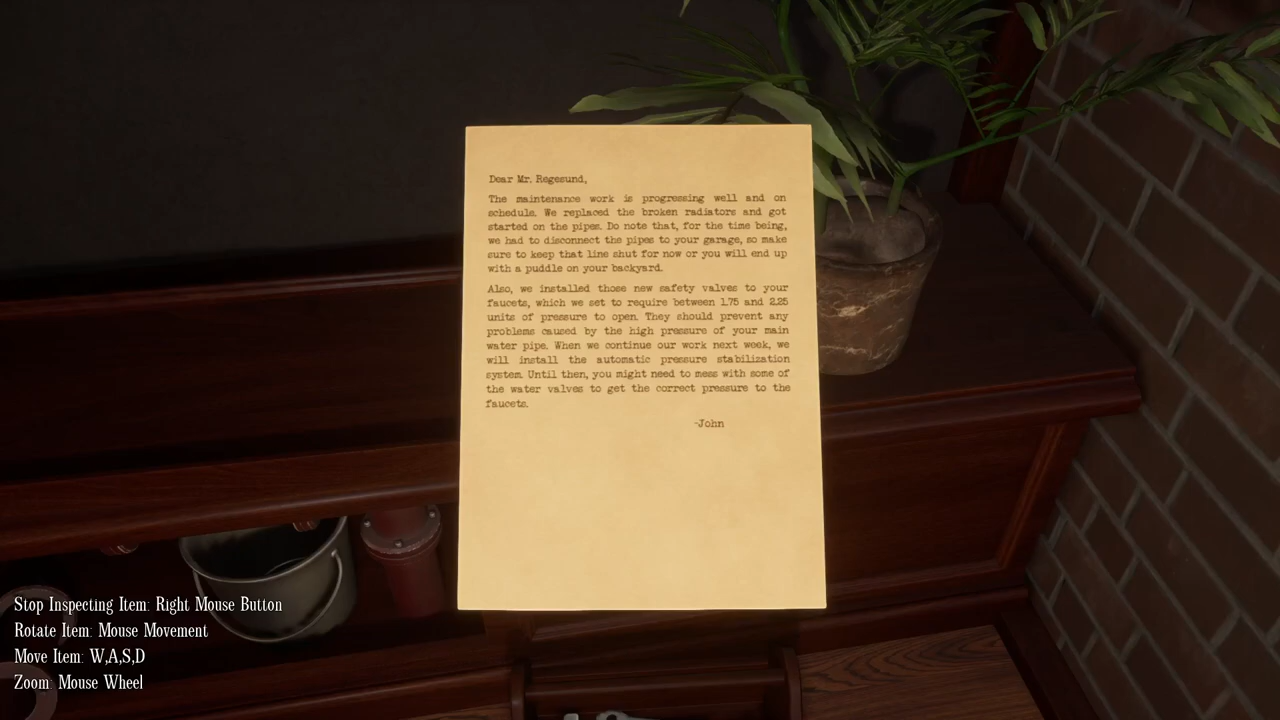 Dear Mr. Regesund,
The maintenance work is progressing well and on
schedule. We replaced the broken radiators and got
started on the pipes. Do note that, for the time being,
we had to disconnect the pipes to your garage, so make
sure to keep that line shut for now or you will end up
with a puddle on your backyard.
Also, we installed those new safety valves to your
faucets, which we set to require between 1.75 and 2.25
units of pressure to open. They should prevent any
problems caused by the high pressure of your main
water pipe. When we continue our work next week, we
will install the automatic pressure stabilization
system. Until then, you might need to mess with some of
the water valves to get the correct pressure to the
faucets.
-John
Stop Inspecting Item: Right Mouse Button
Rotate Item: Mouse Movement
Move Item: W,A,S,D
Zoom: Mouse Wheel